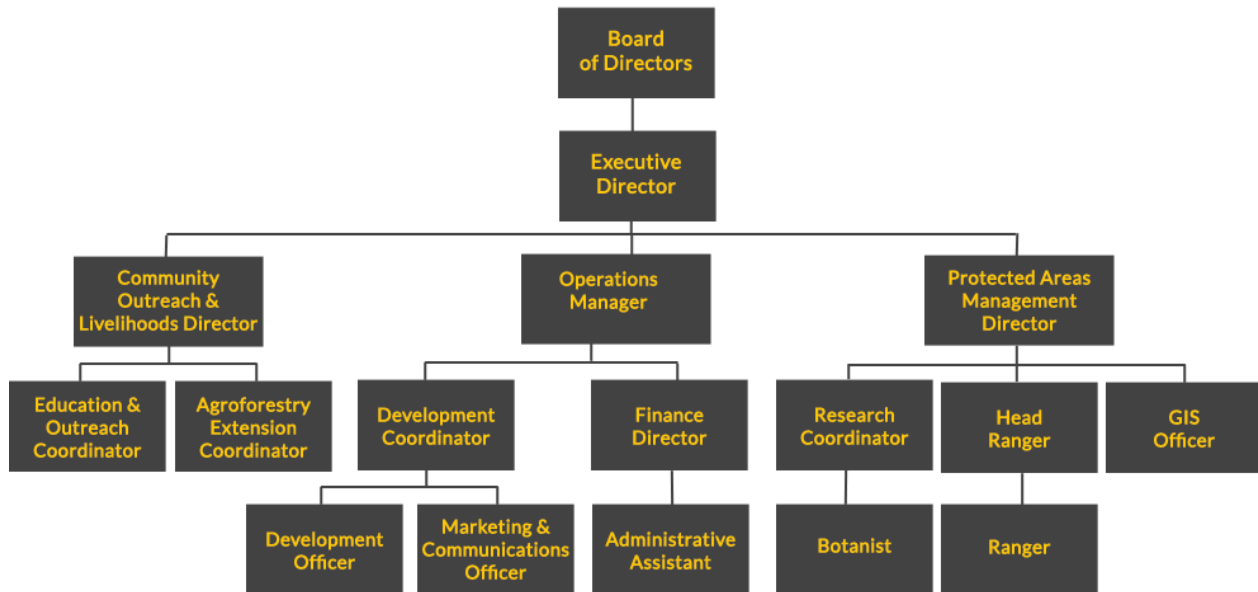 Board
of Directors
Executive
Director
Community
Outreach &
Livelihoods Director
Operations
Manager
Protected Areas
Management
Director
Education &
Outreach
Coordinator
Agroforestry
Extension
Coordinator
Development
Coordinator
Finance
Director
Research
Coordinator
Head
Ranger
GIS
Officer
Development
Officer
Marketing &
Communications
Officer
Administrative
Assistant
Botanist
Ranger